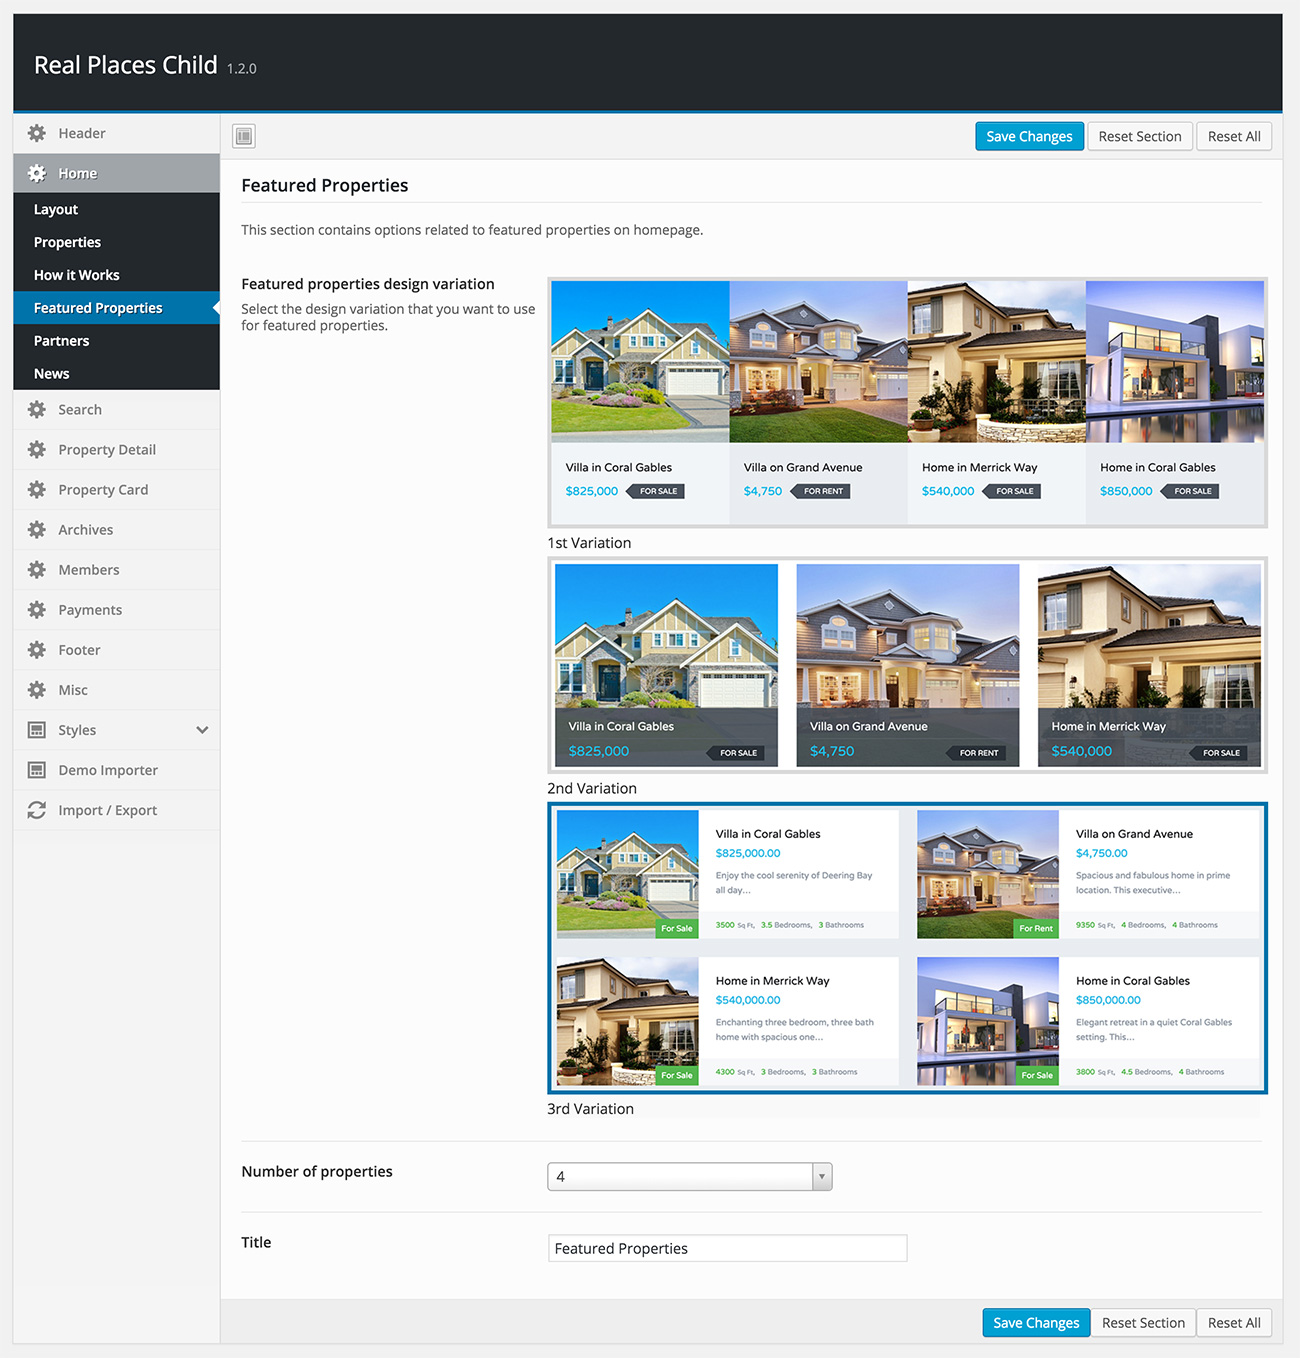 Real Places Child 1.2.0
Header
Home
Layout
Properties
How it Works
Featured Properties
Partners
News
Search
Property Detail
Property Card
Archives
Members
Payments
Footer
Misc
Styles
Demo Importer
Import / Export
Save Changes Reset Section Reset All
Featured Properties
This section contains options related to featured properties on homepage.
Featured properties design variation
Select the design variation that you want to use
for featured properties.
Villa in Coral Gables
$825,000 FOR SALE
Villa on Grand Avenue
$4,750 FOR RENT
Home in Merrick Way
$540,000 FOR SALE
Home in Coral Gables
$850,000 FOR SALE
1st Variation
Villa in Coral Gables
$825,000 FOR SALE
Villa on Grand Avenue
$4,750 FOR RENT
Home in Merrick Way
$540,000 FOR SALE
2nd Variation
Villa in Coral Gables
$825,000.00
Enjoy the cool serenity of Deering Bay
all day...
For Sale
3500 Sq Ft, 3.5 Bedrooms, 3 Bathrooms
Villa on Grand Avenue
$4,750.00
Spacious and fabulous home in prime
location. This executive...
For Rent
9350 Sq Ft, 4 Bedrooms, 4 Bathrooms
Home in Merrick Way
$540,000.00
Enchanting three bedroom, three bath
home with spacious one...
For Sale
4300 Sq Ft, 3 Bedrooms, 3 Bathrooms
Home in Coral Gables
$850,000.00
Elegant retreat in a quiet Coral Gables
setting. This...
For Sale
3800 Sq Ft, 4.5 Bedrooms, 4 Bathrooms
3rd Variation
Number of properties
4
Title
Featured Properties
Save Changes Reset Section Reset All